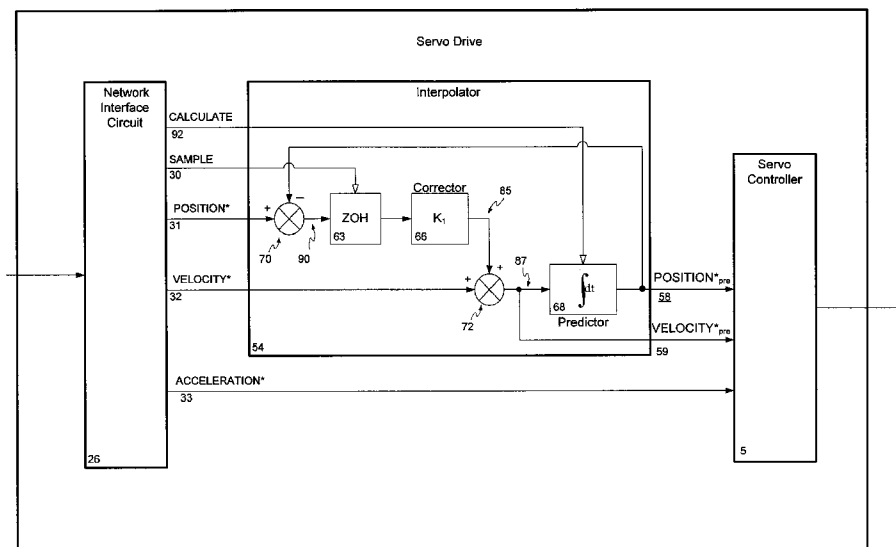 Servo Drive
Network
Interface
Circuit
Interpolator
CALCULATE
92
SAMPLE
30
POSITION*
31
+
−
70
90
ZOH
63
Corrector
K1
66
85
VELOCITY*
32
+
+
72
87
∫dt
68
Predictor
POSITION*pre
58
VELOCITY*pre
59
54
ACCELERATION*
33
26
Servo
Controller
5